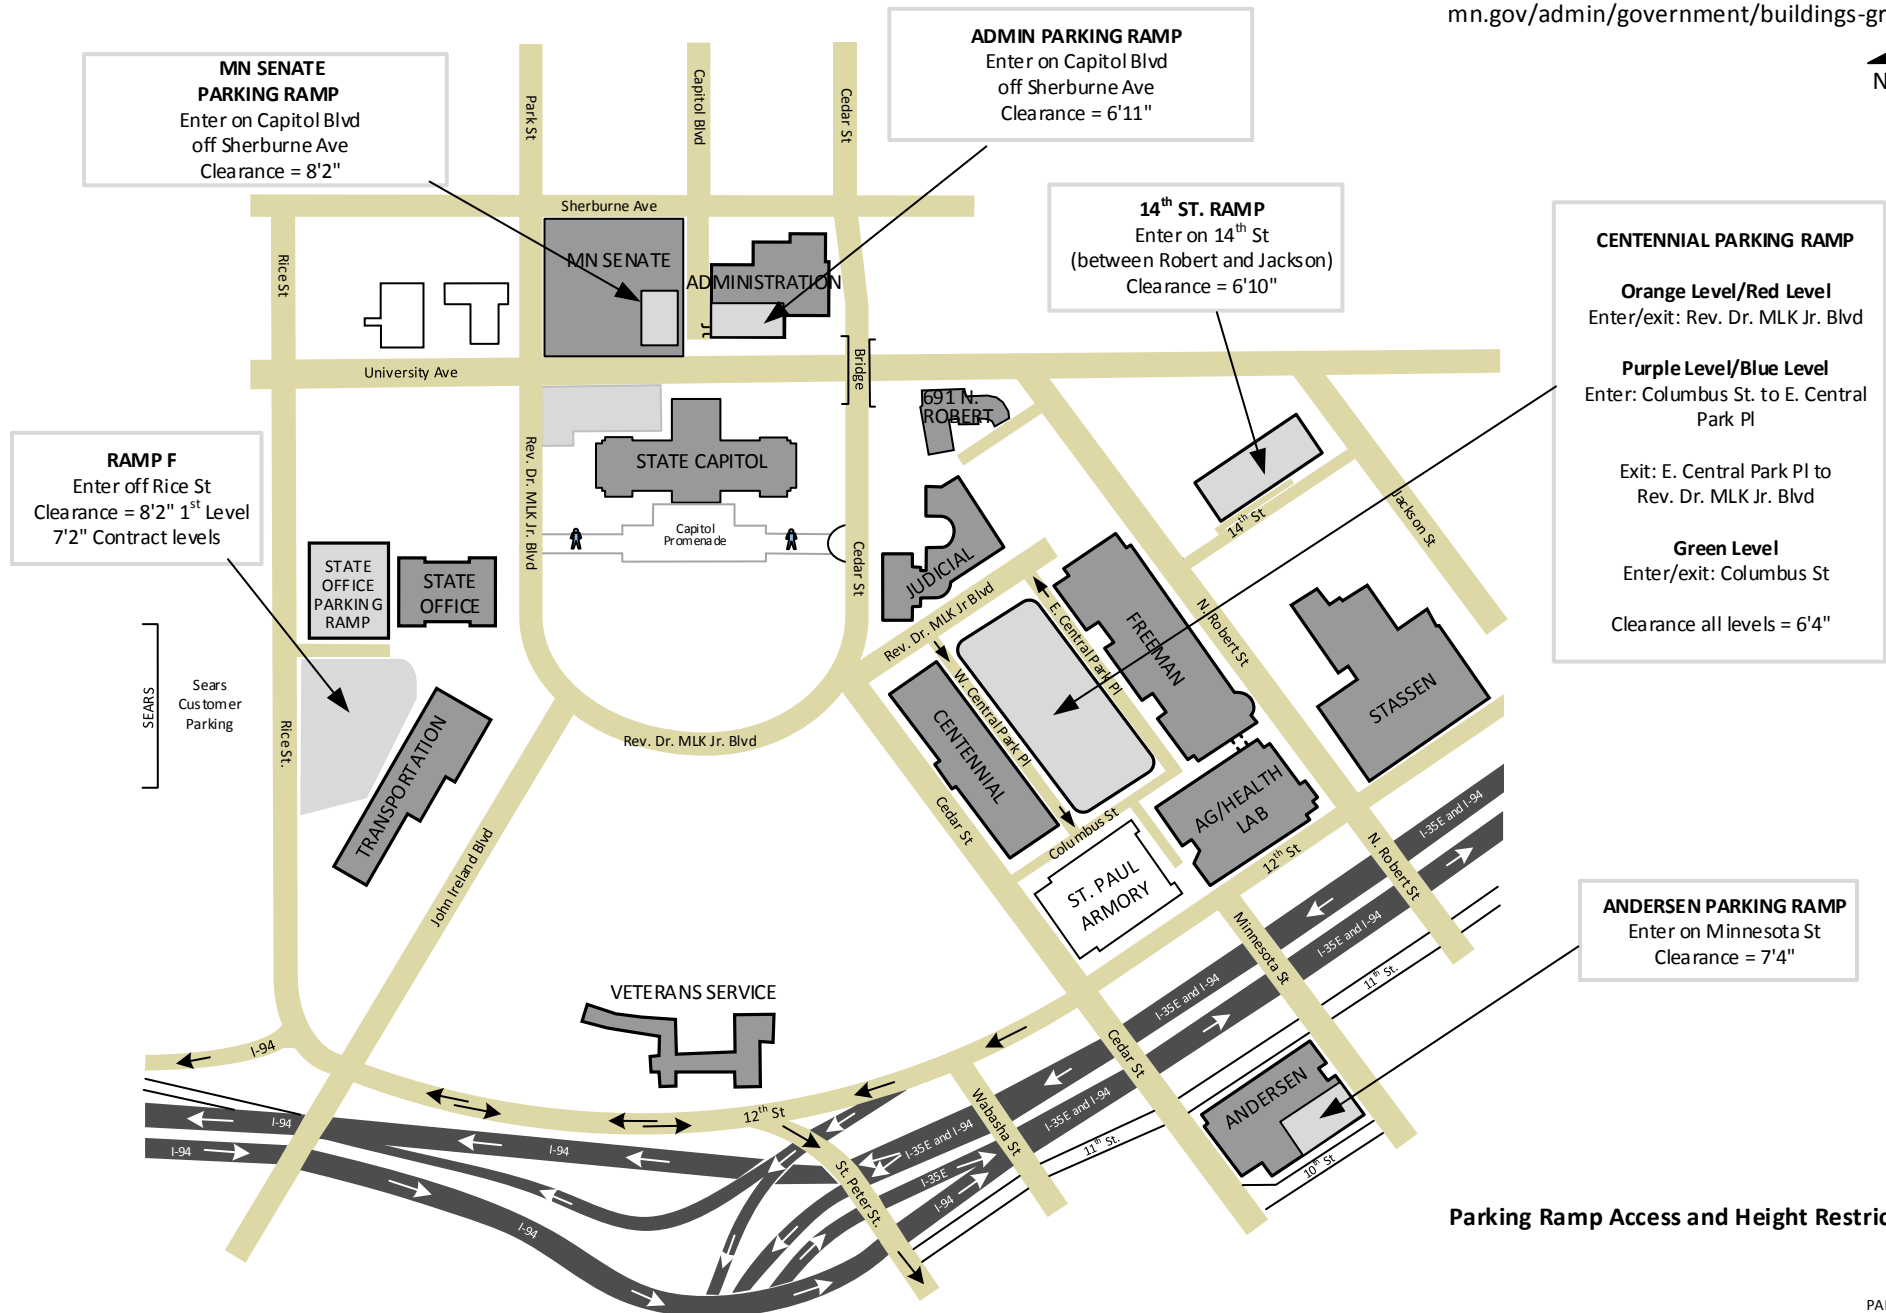 mn.gov/admin/government/buildings-gr
N
MN SENATE
PARKING RAMP
Enter on Capitol Blvd
off Sherburne Ave
Clearance = 8'2"
ADMIN PARKING RAMP
Enter on Capitol Blvd
off Sherburne Ave
Clearance = 6'11"
14th ST. RAMP
Enter on 14th St
(between Robert and Jackson)
Clearance = 6'10"
CENTENNIAL PARKING RAMP
Orange Level/Red Level
Enter/exit: Rev. Dr. MLK Jr. Blvd
Purple Level/Blue Level
Enter: Columbus St. to E. Central
Park Pl
Exit: E. Central Park Pl to
Rev. Dr. MLK Jr. Blvd
Green Level
Enter/exit: Columbus St
Clearance all levels = 6'4"
RAMP F
Enter off Rice St
Clearance = 8'2" 1st Level
7'2" Contract levels
ANDERSEN PARKING RAMP
Enter on Minnesota St
Clearance = 7'4"
Park St
Capitol Blvd
Cedar St
Sherburne Ave
Rice St
MN SENATE
ADMINISTRATION
University Ave
Bridge
691 N.
ROBERT
STATE CAPITOL
Rev. Dr. MLK Jr. Blvd
Capitol
Promenade
Cedar St
14th St
Jackson St
STATE
OFFICE
PARKING
RAMP
STATE
OFFICE
JUDICIAL
Rev. Dr. MLK Jr Blvd
E. Central Park Pl
FREEMAN
N. Robert St
STASSEN
SEARS
Sears
Customer
Parking
Rice St.
TRANSPORTATION
Rev. Dr. MLK Jr. Blvd
W. Central Park Pl
CENTENNIAL
Cedar St
Columbus St
AG/HEALTH
LAB
12th St
N. Robert St
I-35E and I-94
I-35E and I-94
John Ireland Blvd
ST. PAUL
ARMORY
Minnesota St
11th St.
VETERANS SERVICE
I-35E and I-94
Cedar St
I-94
12th St
Wabasha St
I-35E and I-94
11th St.
ANDERSEN
10th St
I-94
I-94
I-94
I-35E and I-94
I-35E
I-94
St. Peter St.
I-94
Parking Ramp Access and Height Restric
PA